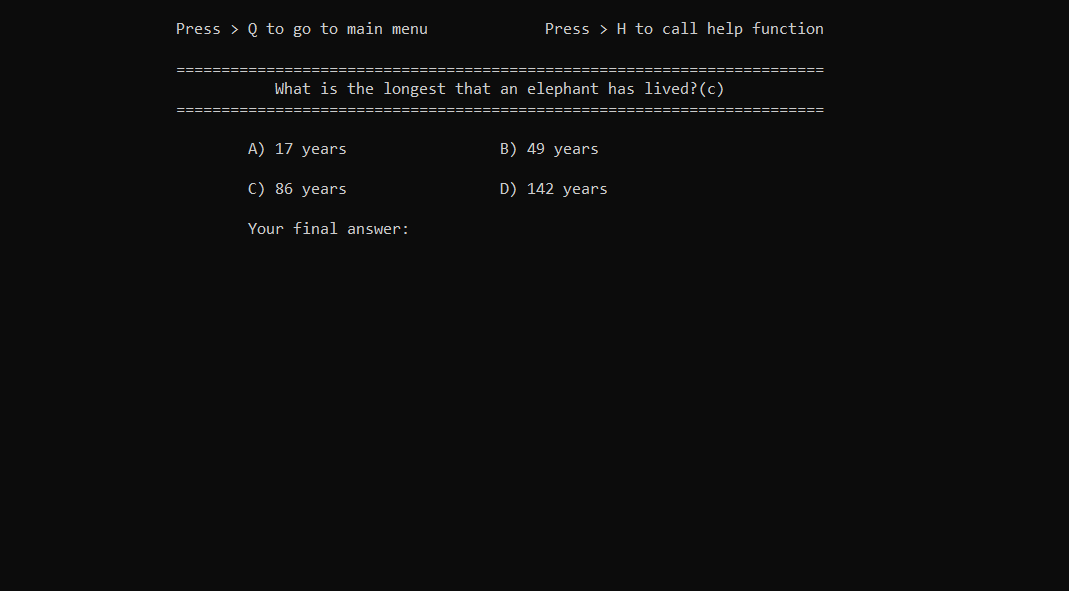 Press > Q to go to main menu Press > H to call help function
========================================================================
What is the longest that an elephant has lived?(c)
========================================================================
A) 17 years B) 49 years
C) 86 years D) 142 years
Your final answer: